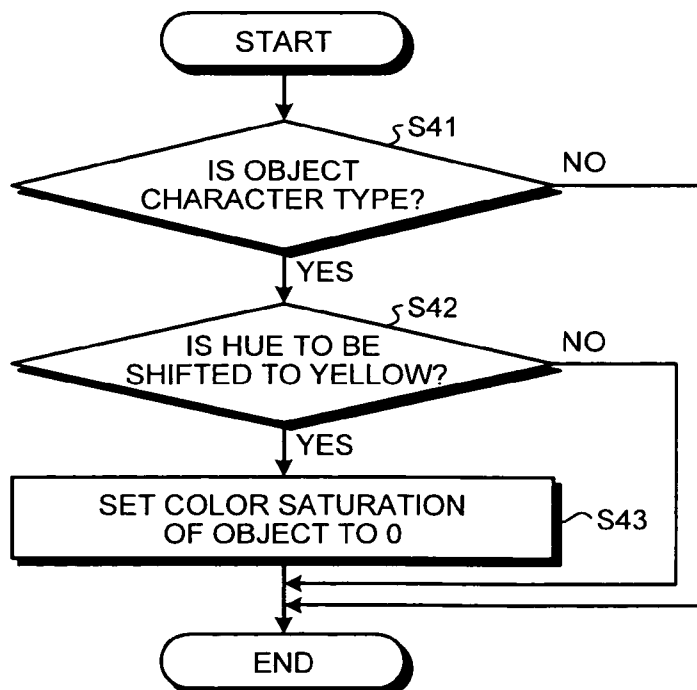 START
S41
IS OBJECT
CHARACTER TYPE?
NO
YES
S42
IS HUE TO BE
SHIFTED TO YELLOW?
NO
YES
SET COLOR SATURATION
OF OBJECT TO 0
S43
END